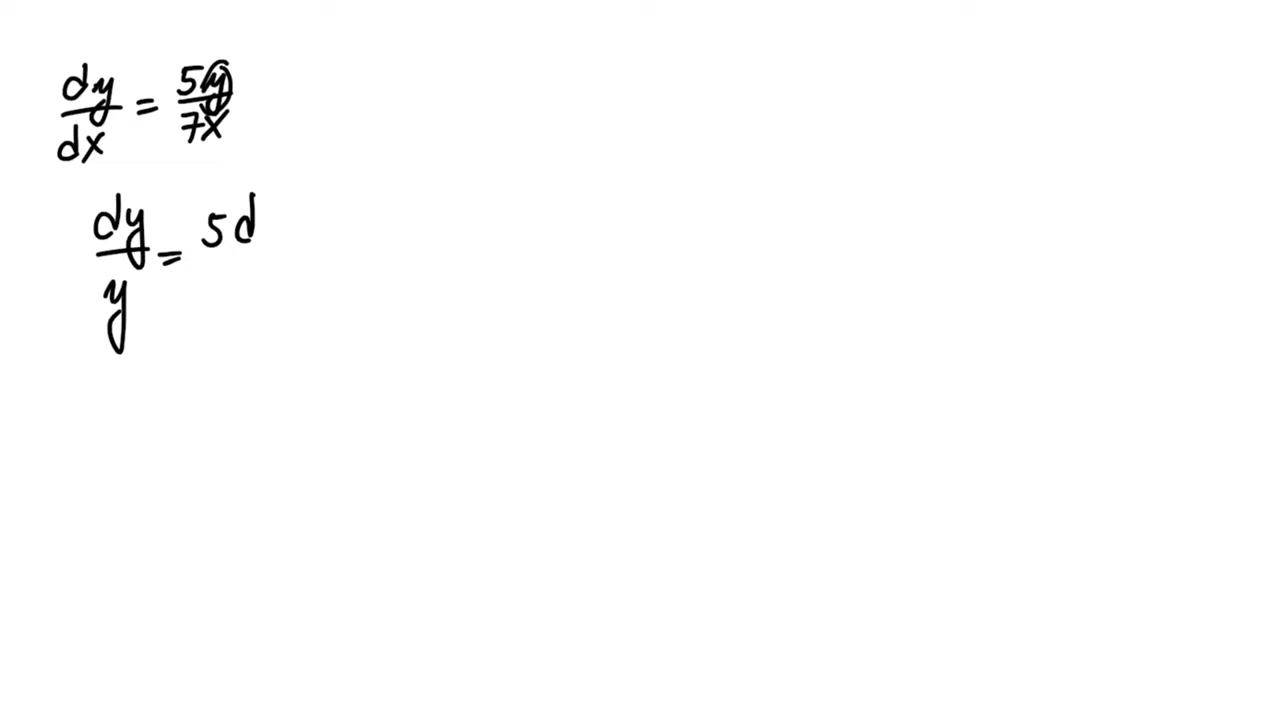 dy/dx = 5y/7x
dy/y = 5d